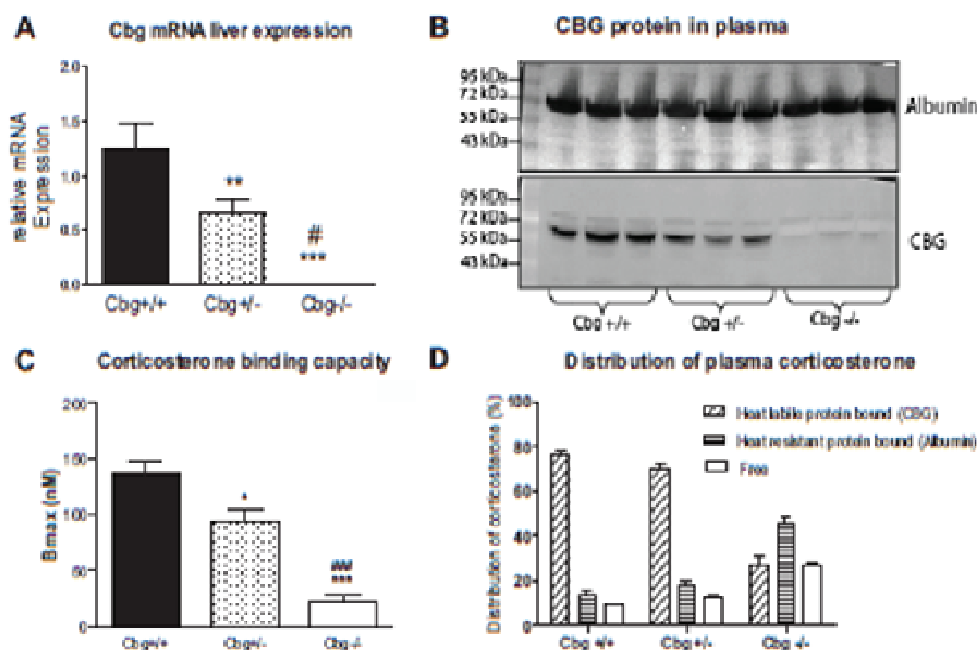 A
Cbg mRNA liver expression
relative mRNA
Expression
2.0
1.5
1.0
0.5
0.0
**
#
***
Cbg+/+
Cbg+/-
Cbg-/-
B
CBG protein in plasma
95 kDa
72 kDa
55 kDa
43 kDa
Albumin
95 kDa
72 kDa
55 kDa
43 kDa
CBG
Cbg +/+
Cbg +/-
Cbg -/-
C
Corticosterone binding capacity
Bmax (nM)
200
150
100
50
0
*
###
***
Cbg+/+
Cbg+/-
Cbg-/-
D
Distribution of plasma corticosterone
Distribution of corticosterone (%)
100
80
60
40
20
0
Heat labile protein bound (CBG)
Heat resistant protein bound (Albumin)
Free
Cbg +/+
Cbg +/-
Cbg -/-